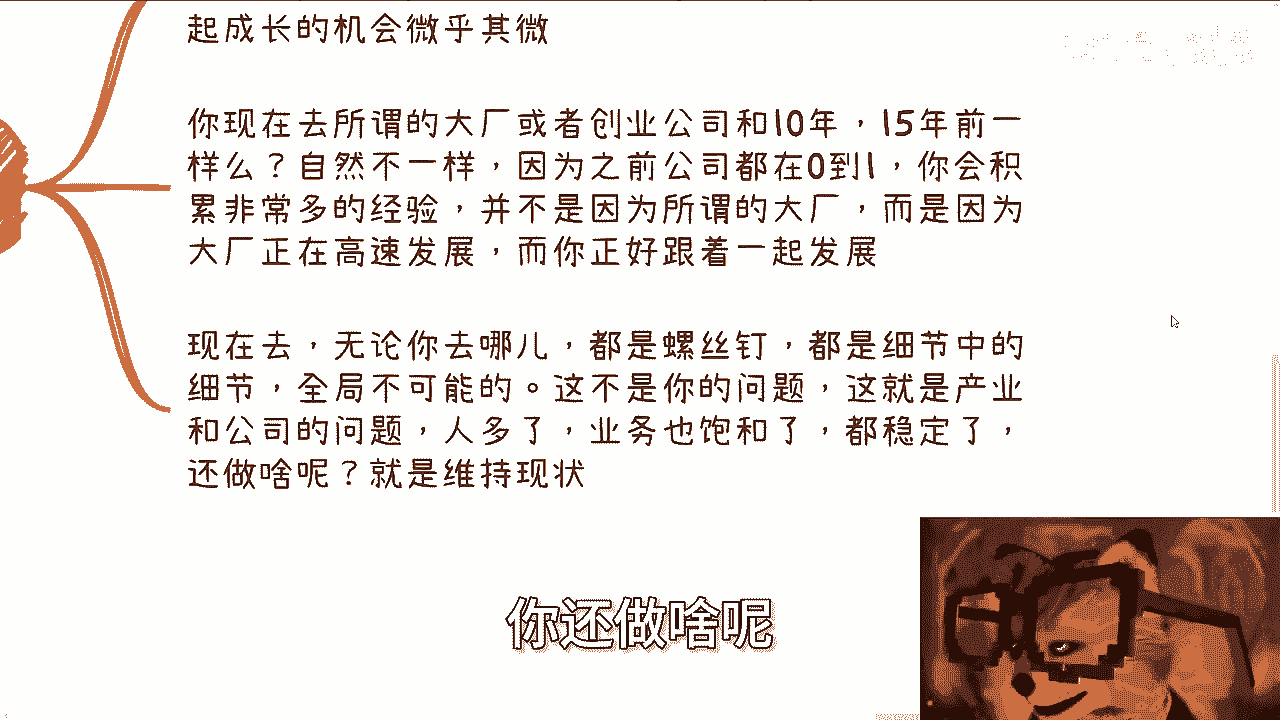 起成长的机会微乎其微
你现在去所谓的大厂或者创业公司和10年，15年前一
样么？自然不一样，因为之前公司都在0到1，你会积
累非常多的经验，并不是因为所谓的大厂，而是因为
大厂正在高速发展，而你正好跟着一起发展
现在去，无论你去哪儿，都是螺丝钉，都是细节中的
细节，全局不可能的。这不是你的问题，这就是产业
和公司的问题，人多了，业务也饱和了，都稳定了，
还做啥呢？就是维持现状
你还做啥呢